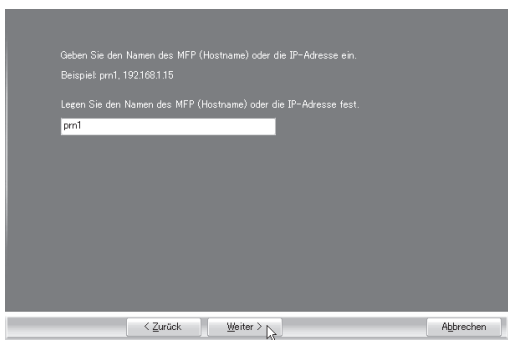 Geben Sie den Namen des MFP (Hostname) oder die IP-Adresse ein.
Beispiel: prn1, 192.168.1.15
Legen Sie den Namen des MFP (Hostname) oder die IP-Adresse fest.
prn1
< Zurück
Weiter >
Abbrechen